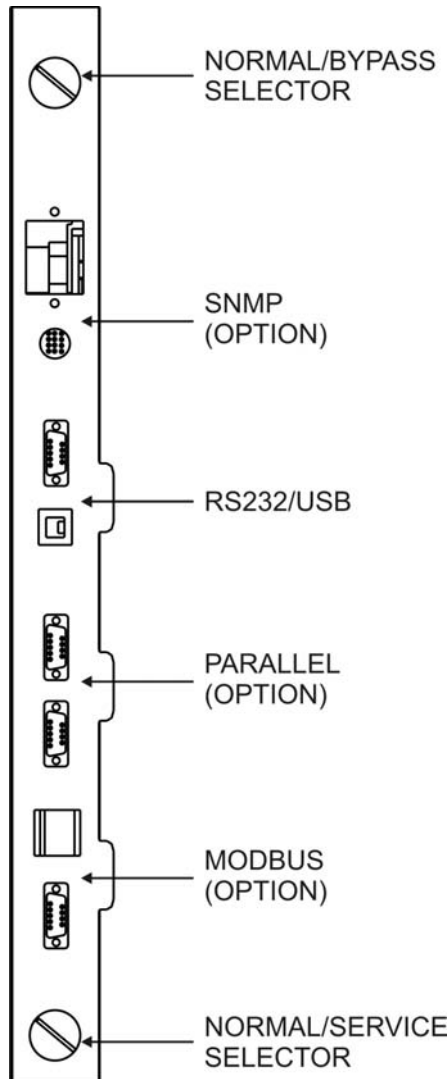 NORMAL/BYPASS
SELECTOR
SNMP
(OPTION)
RS232/USB
PARALLEL
(OPTION)
MODBUS
(OPTION)
NORMAL/SERVICE
SELECTOR